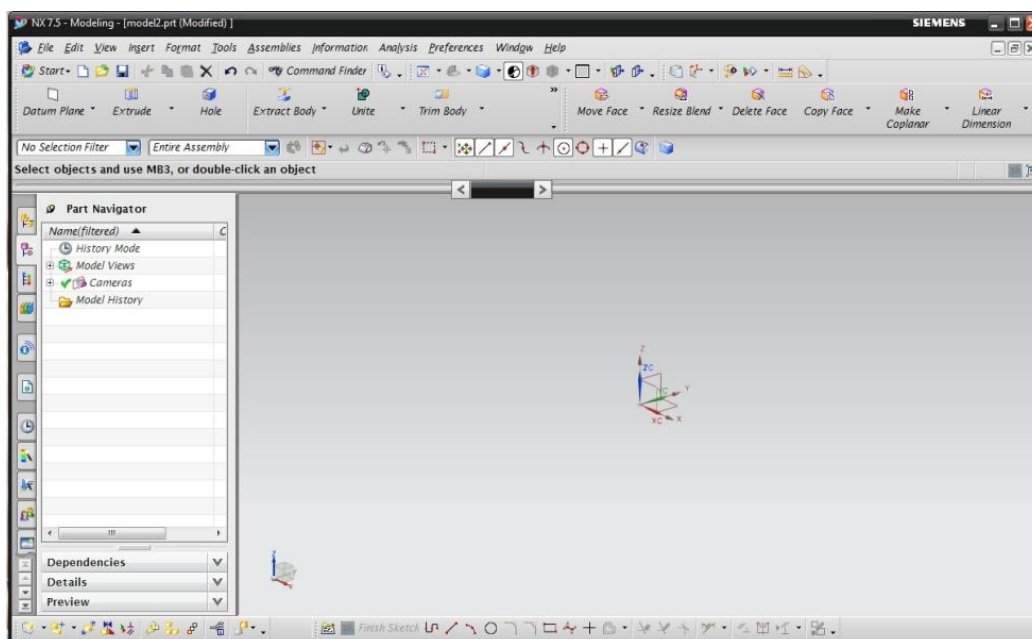 NX 7.5 - Modeling - [model2.prt (Modified) ] SIEMENS
File Edit View Insert Format Tools Assemblies Information Analysis Preferences Window Help
Start Command Finder
Datum Plane Extrude Hole Extract Body Unite Trim Body Move Face Resize Blend Delete Face Copy Face Make Coplanar Linear Dimension
No Selection Filter Entire Assembly
Select objects and use MB3, or double-click an object
Part Navigator
Name(filtered) C
History Mode
Model Views
Cameras
Model History
Z
ZC
YC Y
XC X
Dependencies
Details
Preview
Finish Sketch